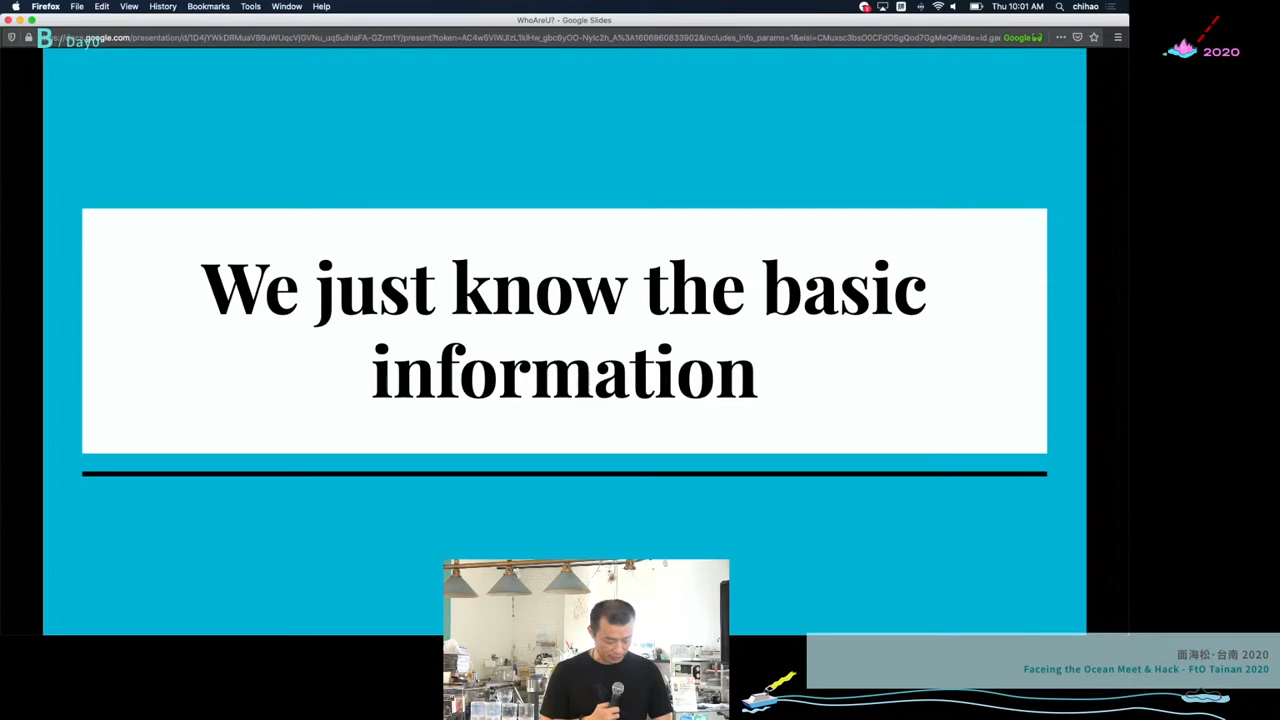 Firefox File Edit View History Bookmarks Tools Window Help
Thu 10:01 AM chihao
WhoAreU? - Google Slides
B / Day0
Google
2020
We just know the basic
information
面海松·台南 2020
Faceing the Ocean Meet & Hack - FtO Tainan 2020